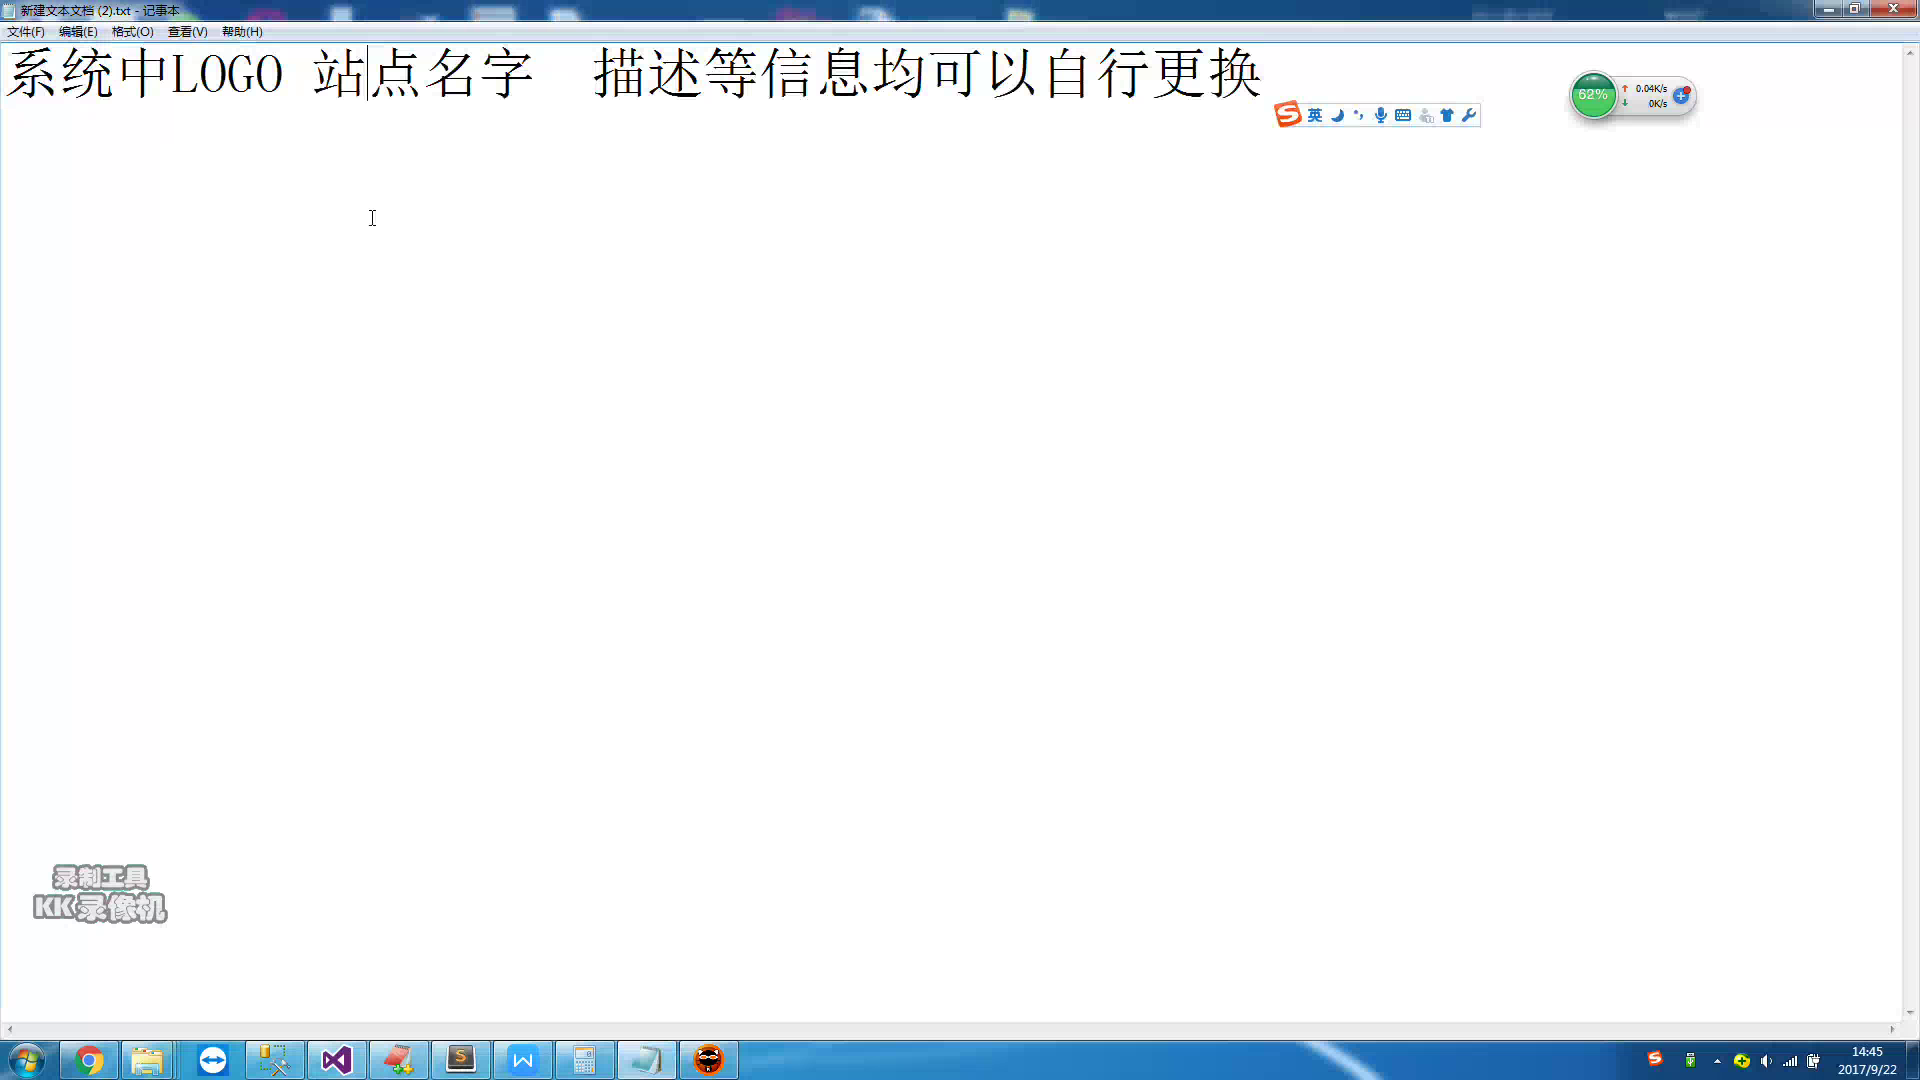 新建文本文档 (2).txt - 记事本
文件(F) 编辑(E) 格式(O) 查看(V) 帮助(H)
系统中LOGO 站点名字  描述等信息均可以自行更换
62%
0.04K/s
0K/s
英
录制工具
KK录像机
14:45
2017/9/22